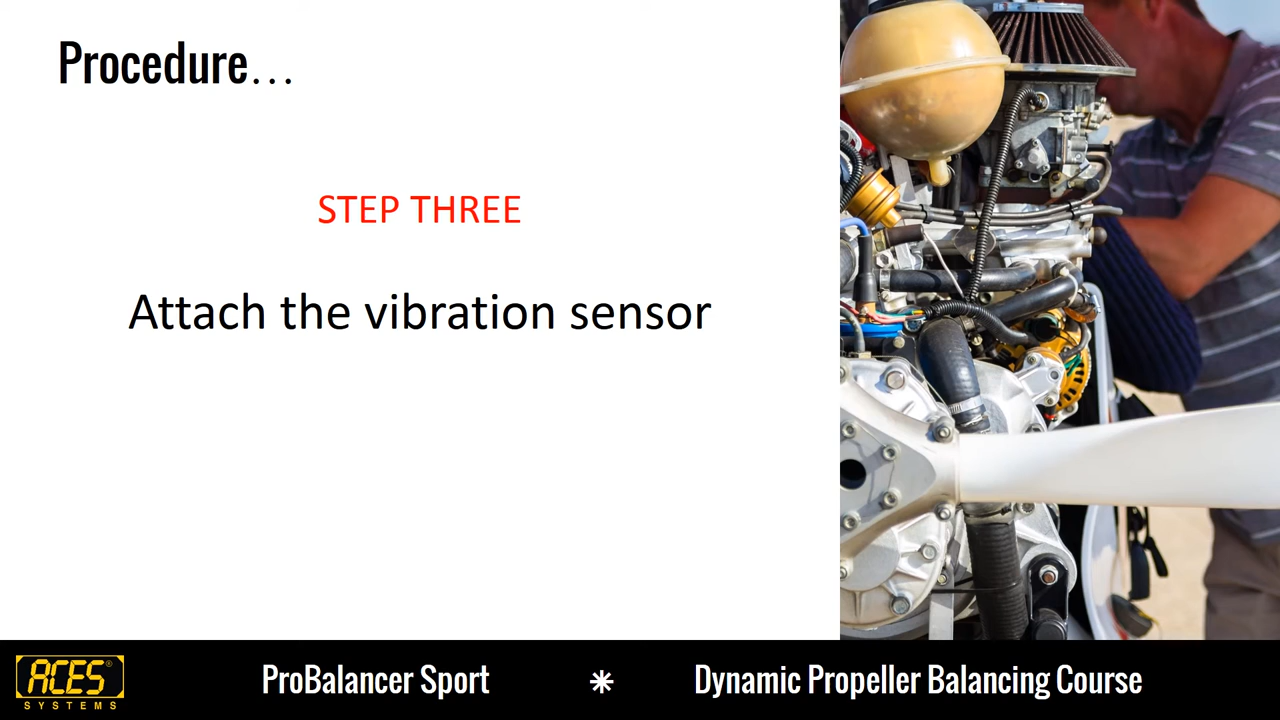 Procedure...
STEP THREE
Attach the vibration sensor
ACES®
SYSTEMS
ProBalancer Sport
Dynamic Propeller Balancing Course